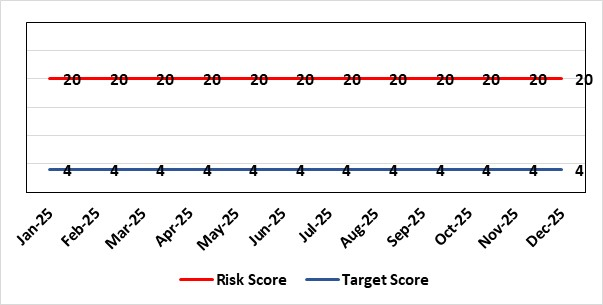 20 20 20 20 20 20 20 20 20 20 20 20
4 4 4 4 4 4 4 4 4 4 4 4
Jan-25 Feb-25 Mar-25 Apr-25 May-25 Jun-25 Jul-25 Aug-25 Sep-25 Oct-25 Nov-25 Dec-25
Risk Score Target Score